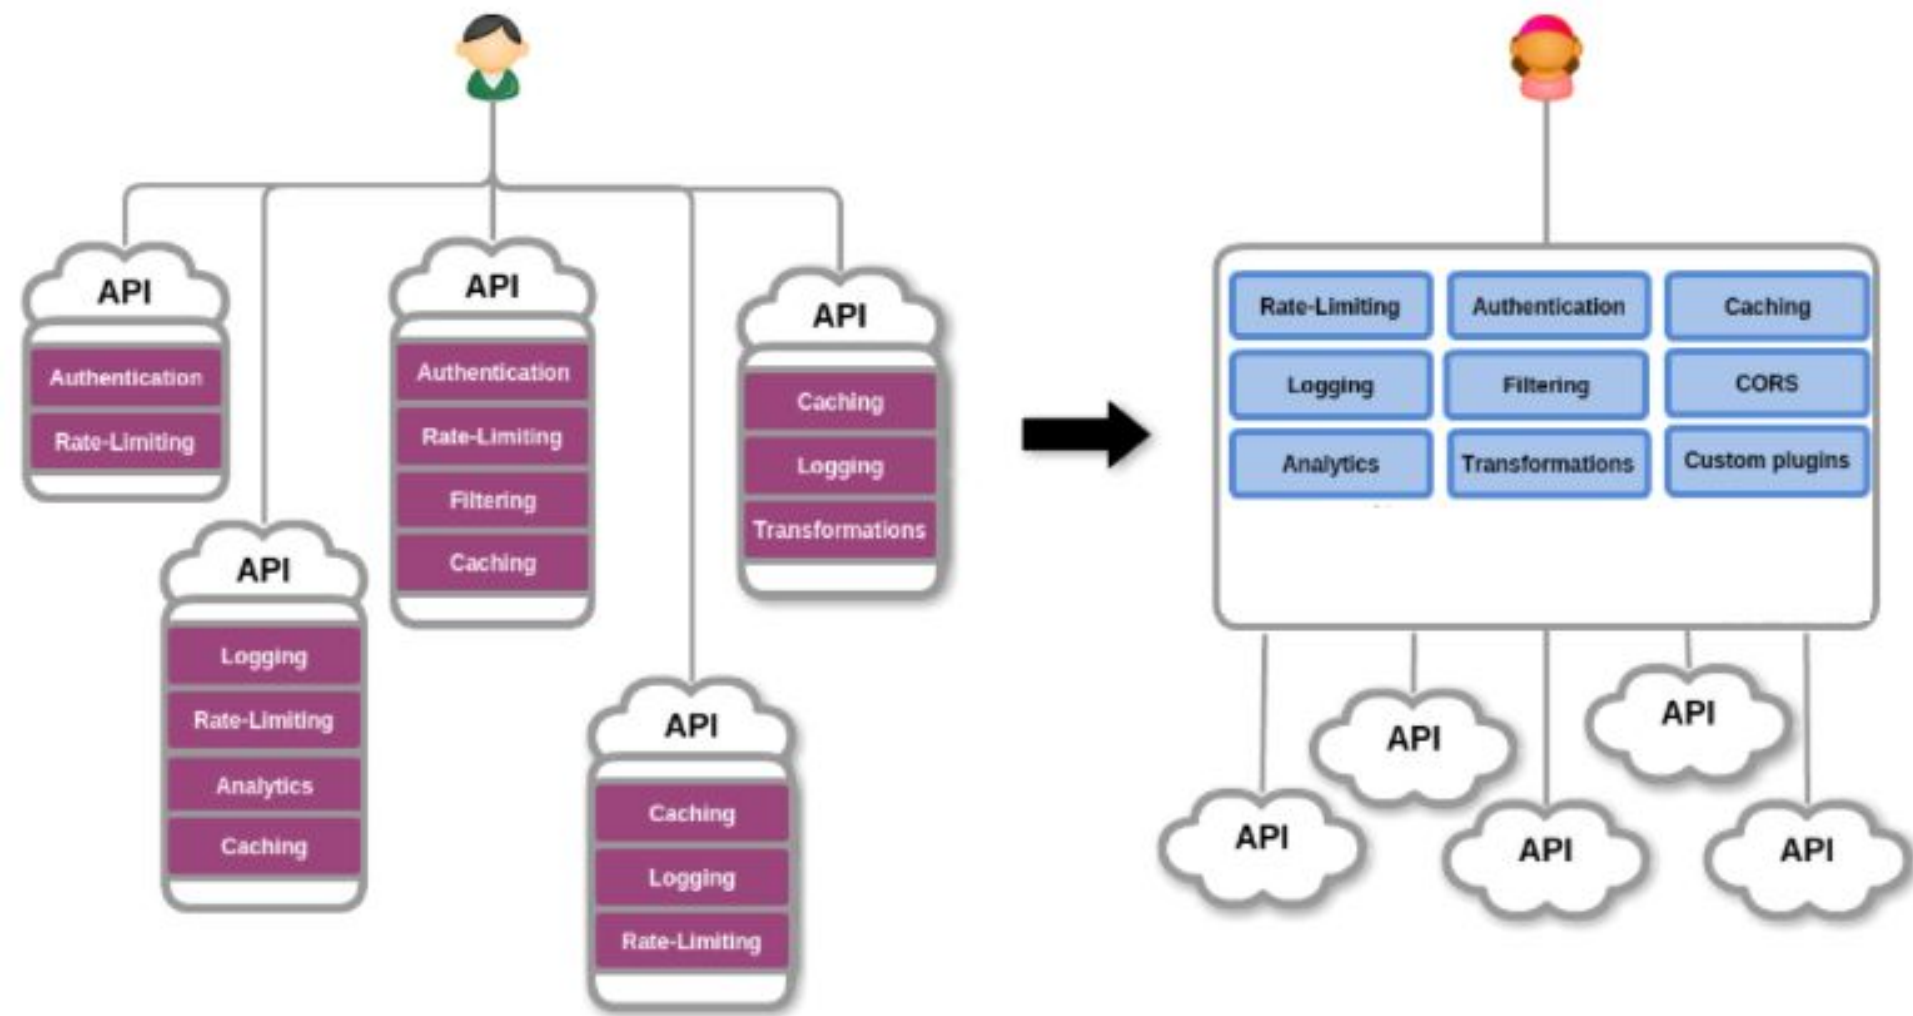 API
Authentication
Rate-Limiting
API
Logging
Rate-Limiting
Analytics
Caching
API
Authentication
Rate-Limiting
Filtering
Caching
API
Caching
Logging
Rate-Limiting
API
Caching
Logging
Transformations
Rate-Limiting
Authentication
Caching
Logging
Filtering
CORS
Analytics
Transformations
Custom plugins
API
API
API
API
API